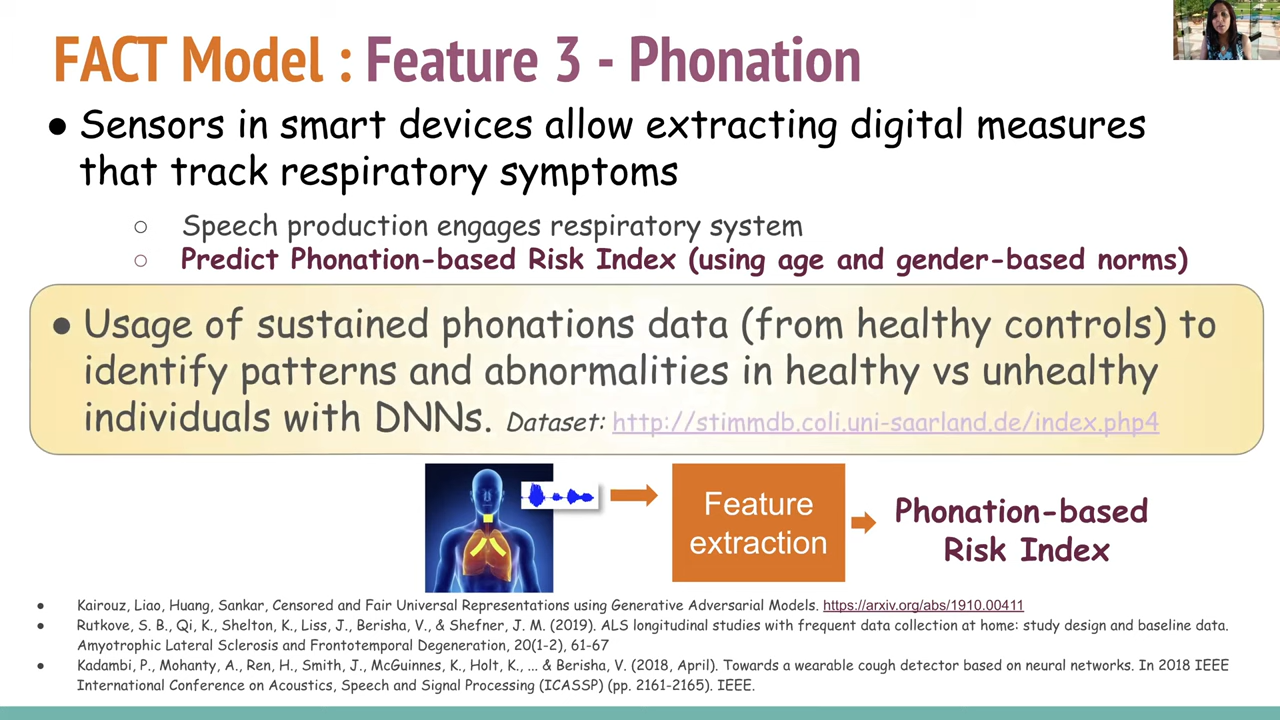 FACT Model : Feature 3 - Phonation
● Sensors in smart devices allow extracting digital measures
that track respiratory symptoms
○ Speech production engages respiratory system
○ Predict Phonation-based Risk Index (using age and gender-based norms)
● Usage of sustained phonations data (from healthy controls) to
identify patterns and abnormalities in healthy vs unhealthy
individuals with DNNs. Dataset: http://stimmdb.coli.uni-saarland.de/index.php4
Feature
extraction
Phonation-based
Risk Index
● Kairouz, Liao, Huang, Sankar, Censored and Fair Universal Representations using Generative Adversarial Models. https://arxiv.org/abs/1910.00411
● Rutkove, S. B., Qi, K., Shelton, K., Liss, J., Berisha, V., & Shefner, J. M. (2019). ALS longitudinal studies with frequent data collection at home: study design and baseline data.
Amyotrophic Lateral Sclerosis and Frontotemporal Degeneration, 20(1-2), 61-67
● Kadambi, P., Mohanty, A., Ren, H., Smith, J., McGuinnes, K., Holt, K., ... & Berisha, V. (2018, April). Towards a wearable cough detector based on neural networks. In 2018 IEEE
International Conference on Acoustics, Speech and Signal Processing (ICASSP) (pp. 2161-2165). IEEE.